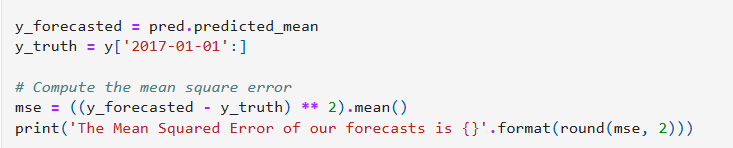 y_forecasted = pred.predicted_mean
y_truth = y['2017-01-01':]
# Compute the mean square error
mse = ((y_forecasted - y_truth) ** 2).mean()
print('The Mean Squared Error of our forecasts is {}'.format(round(mse, 2)))